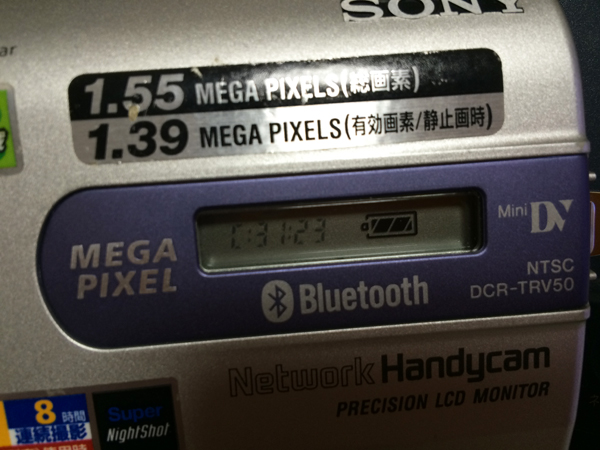 SONY
1.55 MEGA PIXELS(総画素)
1.39 MEGA PIXELS(有効画素/静止画時)
C:31:23
Mini DV
MEGA
PIXEL
Bluetooth
NTSC
DCR-TRV50
Network Handycam
PRECISION LCD MONITOR
8時間
連続撮影
Super
NightShot